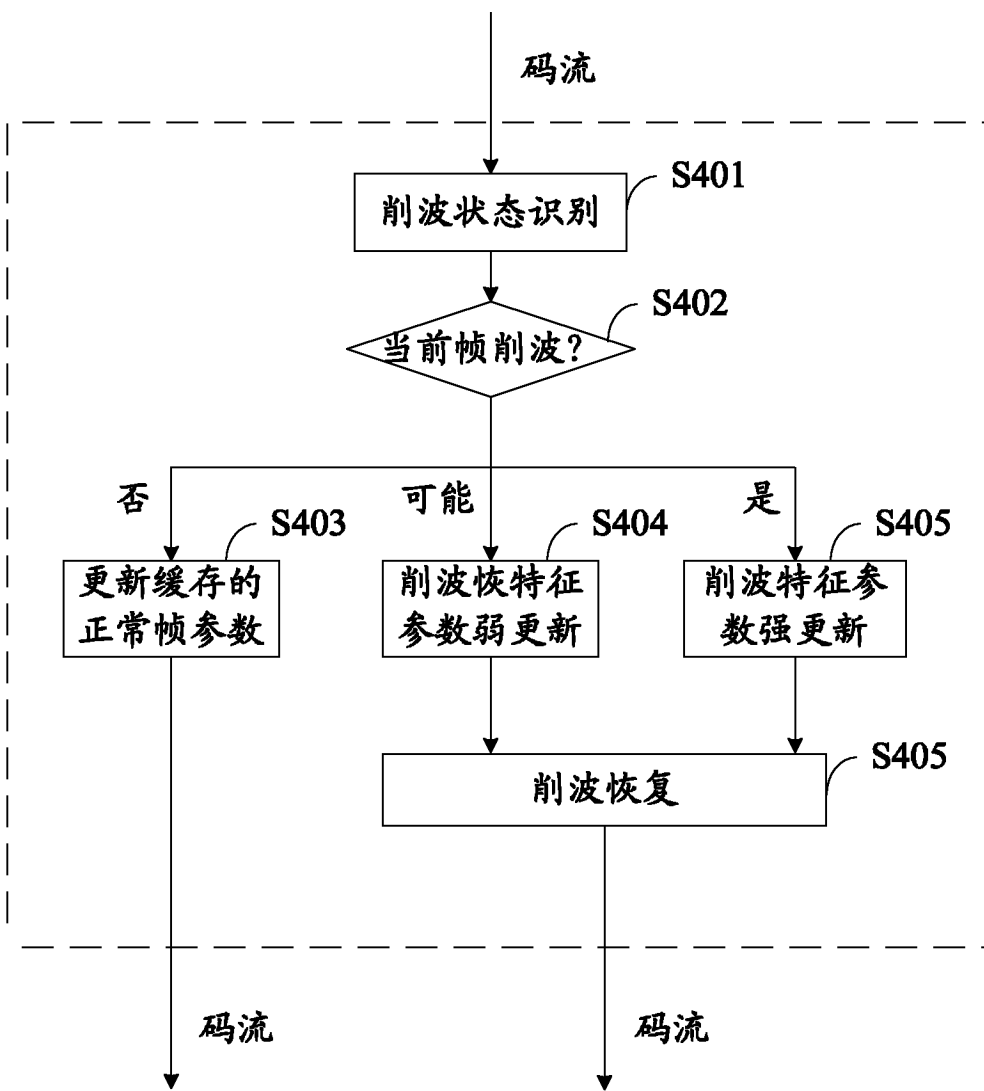 码流
S401
削波状态识别
S402
当前帧削波?
否
可能
是
S403
S404
S405
更新缓存的
正常帧参数
削波恢特征
参数弱更新
削波特征参
数强更新
S405
削波恢复
码流
码流